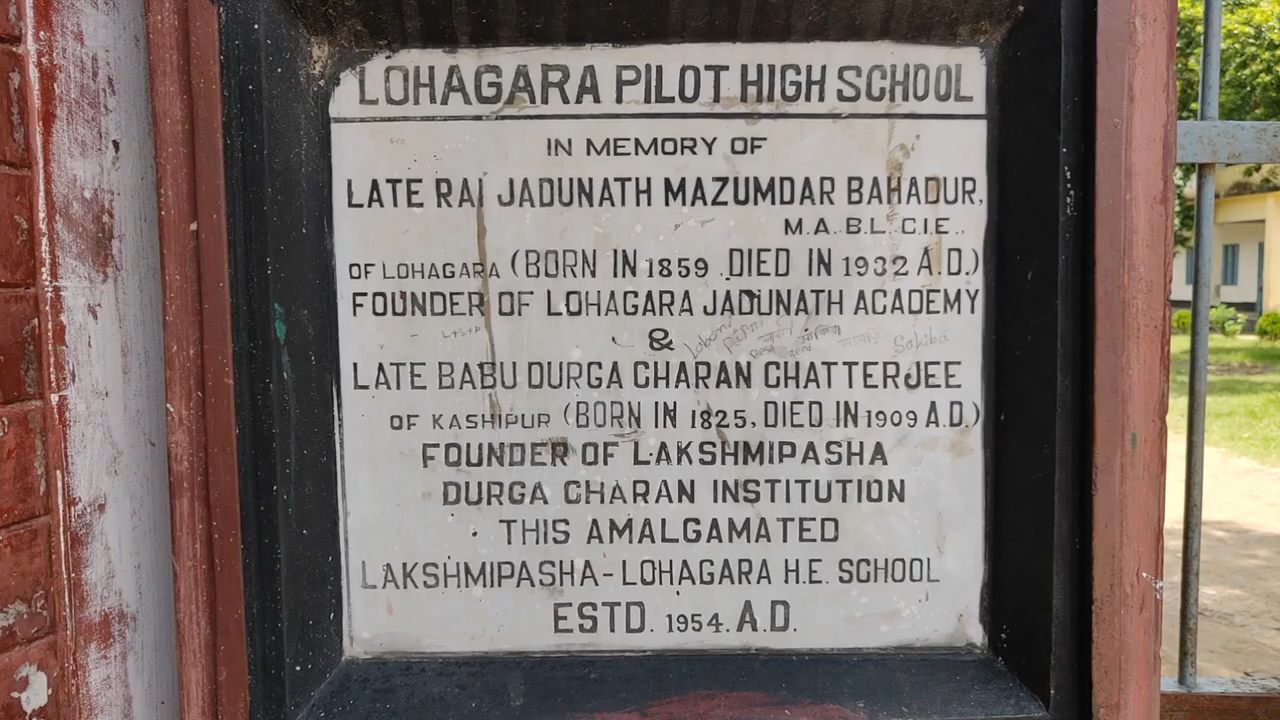 LOHAGARA PILOT HIGH SCHOOL
IN MEMORY OF
LATE RAI JADUNATH MAZUMDAR BAHADUR,
M.A. B.L. C.I.E.,
OF LOHAGARA (BORN IN 1859, DIED IN 1932 A.D.)
FOUNDER OF LOHAGARA JADUNATH ACADEMY
&
Sakiba
LATE BABU DURGA CHARAN CHATTERJEE
OF KASHIPUR (BORN IN 1825, DIED IN 1909 A.D.)
FOUNDER OF LAKSHMIPASHA
DURGA CHARAN INSTITUTION
THIS AMALGAMATED
LAKSHMIPASHA-LOHAGARA H.E. SCHOOL
ESTD. 1954. A.D.